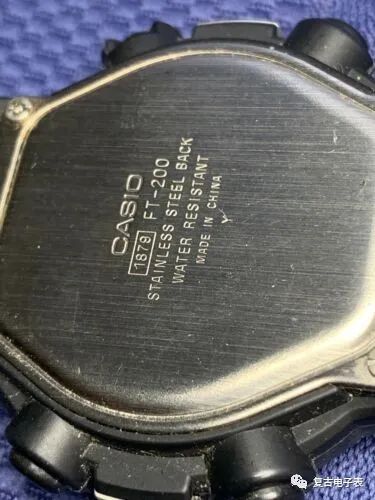 CASIO
1879 FT-200
STAINLESS STEEL BACK
WATER RESISTANT
MADE IN CHINA
Y
复古电子表